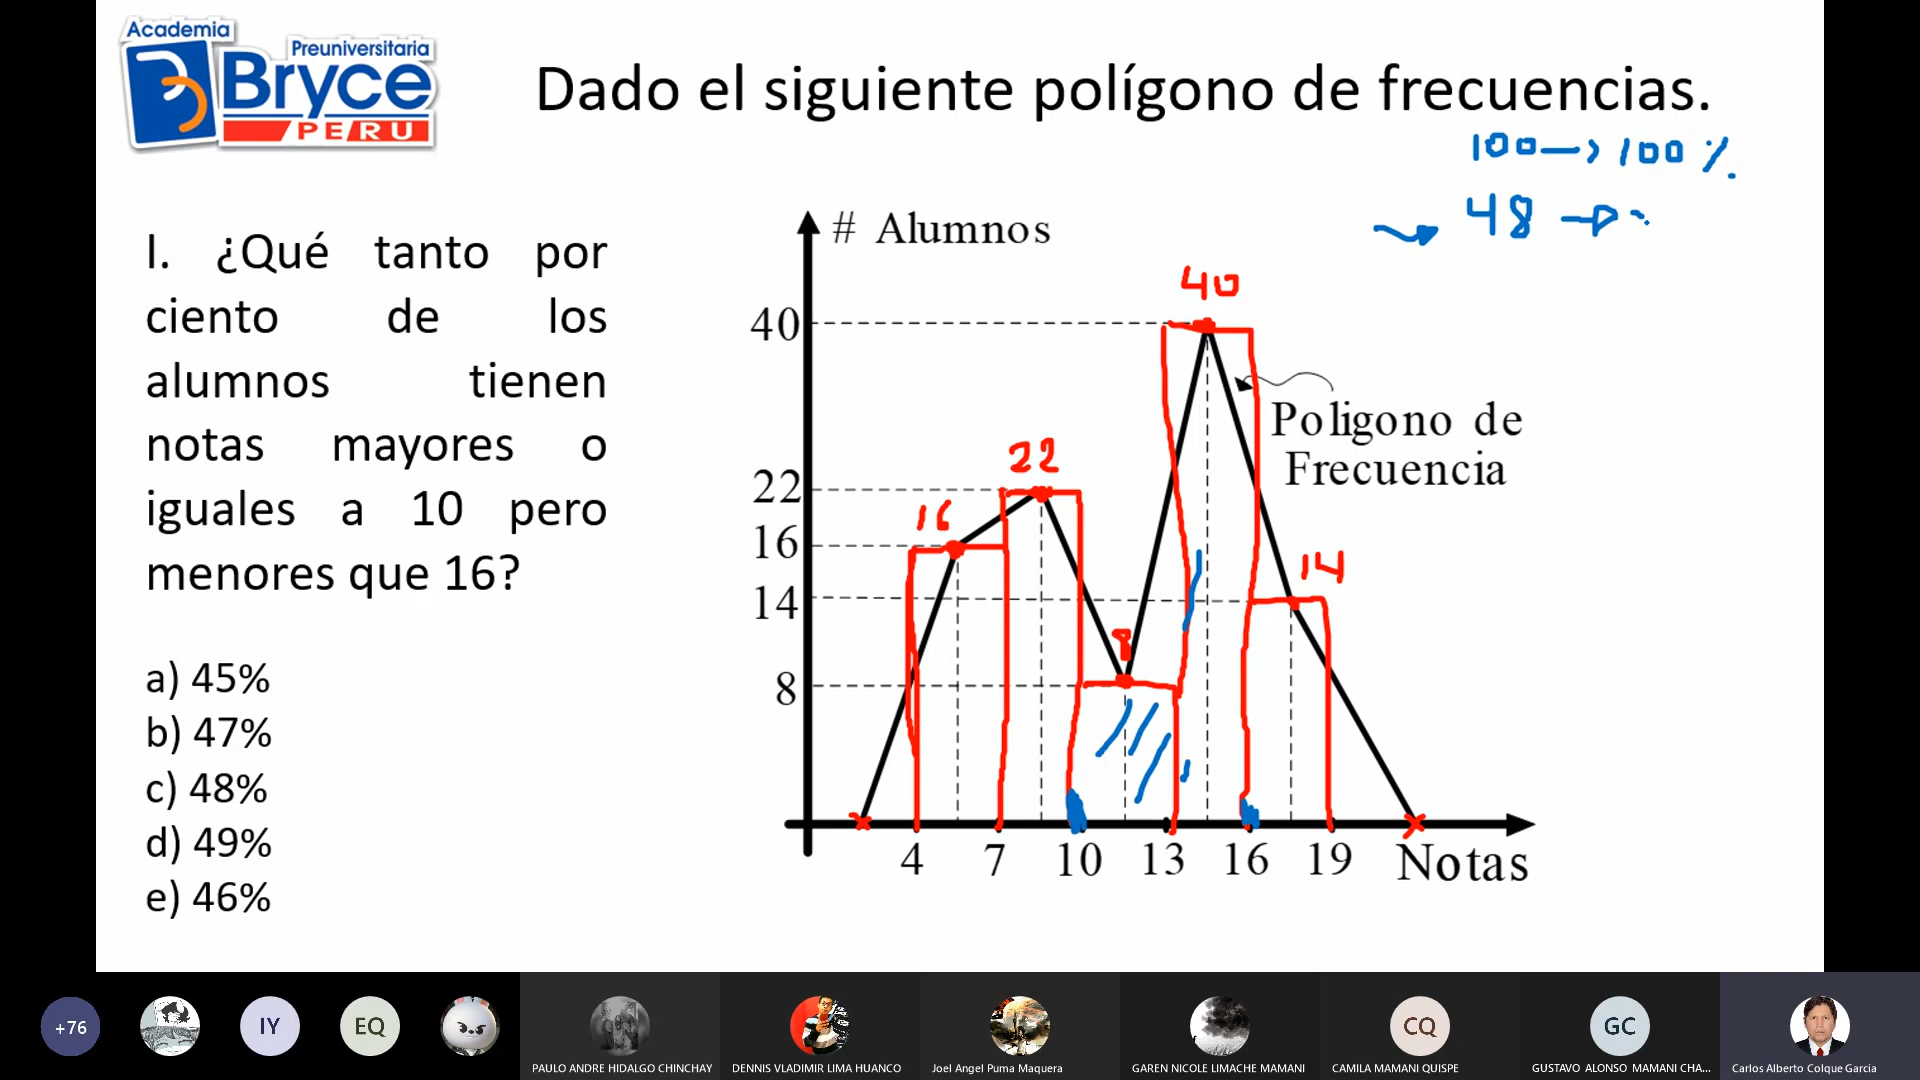 Academia
Preuniversitaria
Bryce
PERU
Dado el siguiente polígono de frecuencias.
100 → 100 %
→ 48 →
I. ¿Qué tanto por
ciento de los
alumnos tienen
notas mayores o
iguales a 10 pero
menores que 16?
a) 45%
b) 47%
c) 48%
d) 49%
e) 46%
# Alumnos
40
40
Poligono de
Frecuencia
22
22
16
16
14
14
8
8
4 7 10 13 16 19 Notas
+76
IY
EQ
CQ
GC
PAULO ANDRE HIDALGO CHINCHAY
DENNIS VLADIMIR LIMA HUANCO
Joel Angel Puma Maquera
GAREN NICOLE LIMACHE MAMANI
CAMILA MAMANI QUISPE
GUSTAVO ALONSO MAMANI CHA...
Carlos Alberto Colque Garcia